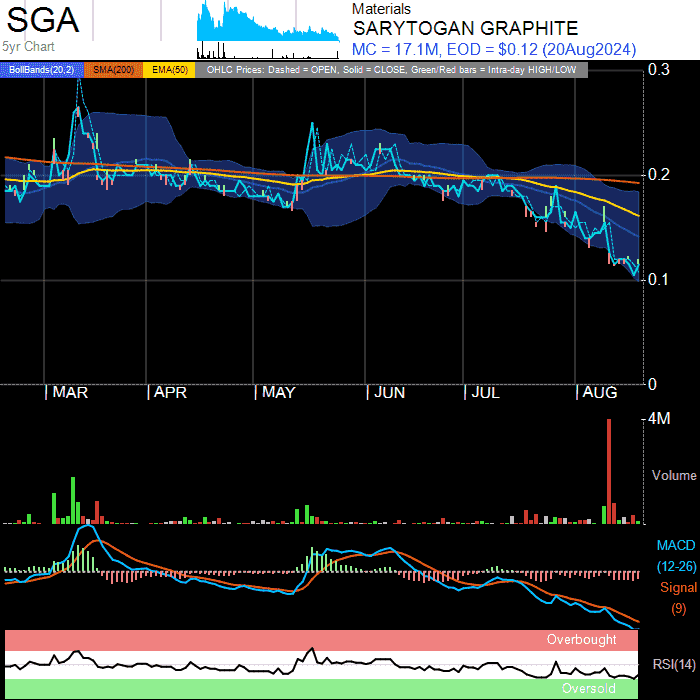 SGA
5yr Chart
Materials
SARYTOGAN GRAPHITE
MC = 17.1M, EOD = $0.12 (20Aug2024)
BollBands(20,2) SMA(200) EMA(50) OHLC Prices: Dashed = OPEN, Solid = CLOSE, Green/Red bars = Intra-day HIGH/LOW
0.3
0.2
0.1
0
MAR APR MAY JUN JUL AUG
4M
Volume
MACD
(12-26)
Signal
(9)
Overbought
RSI(14)
Oversold